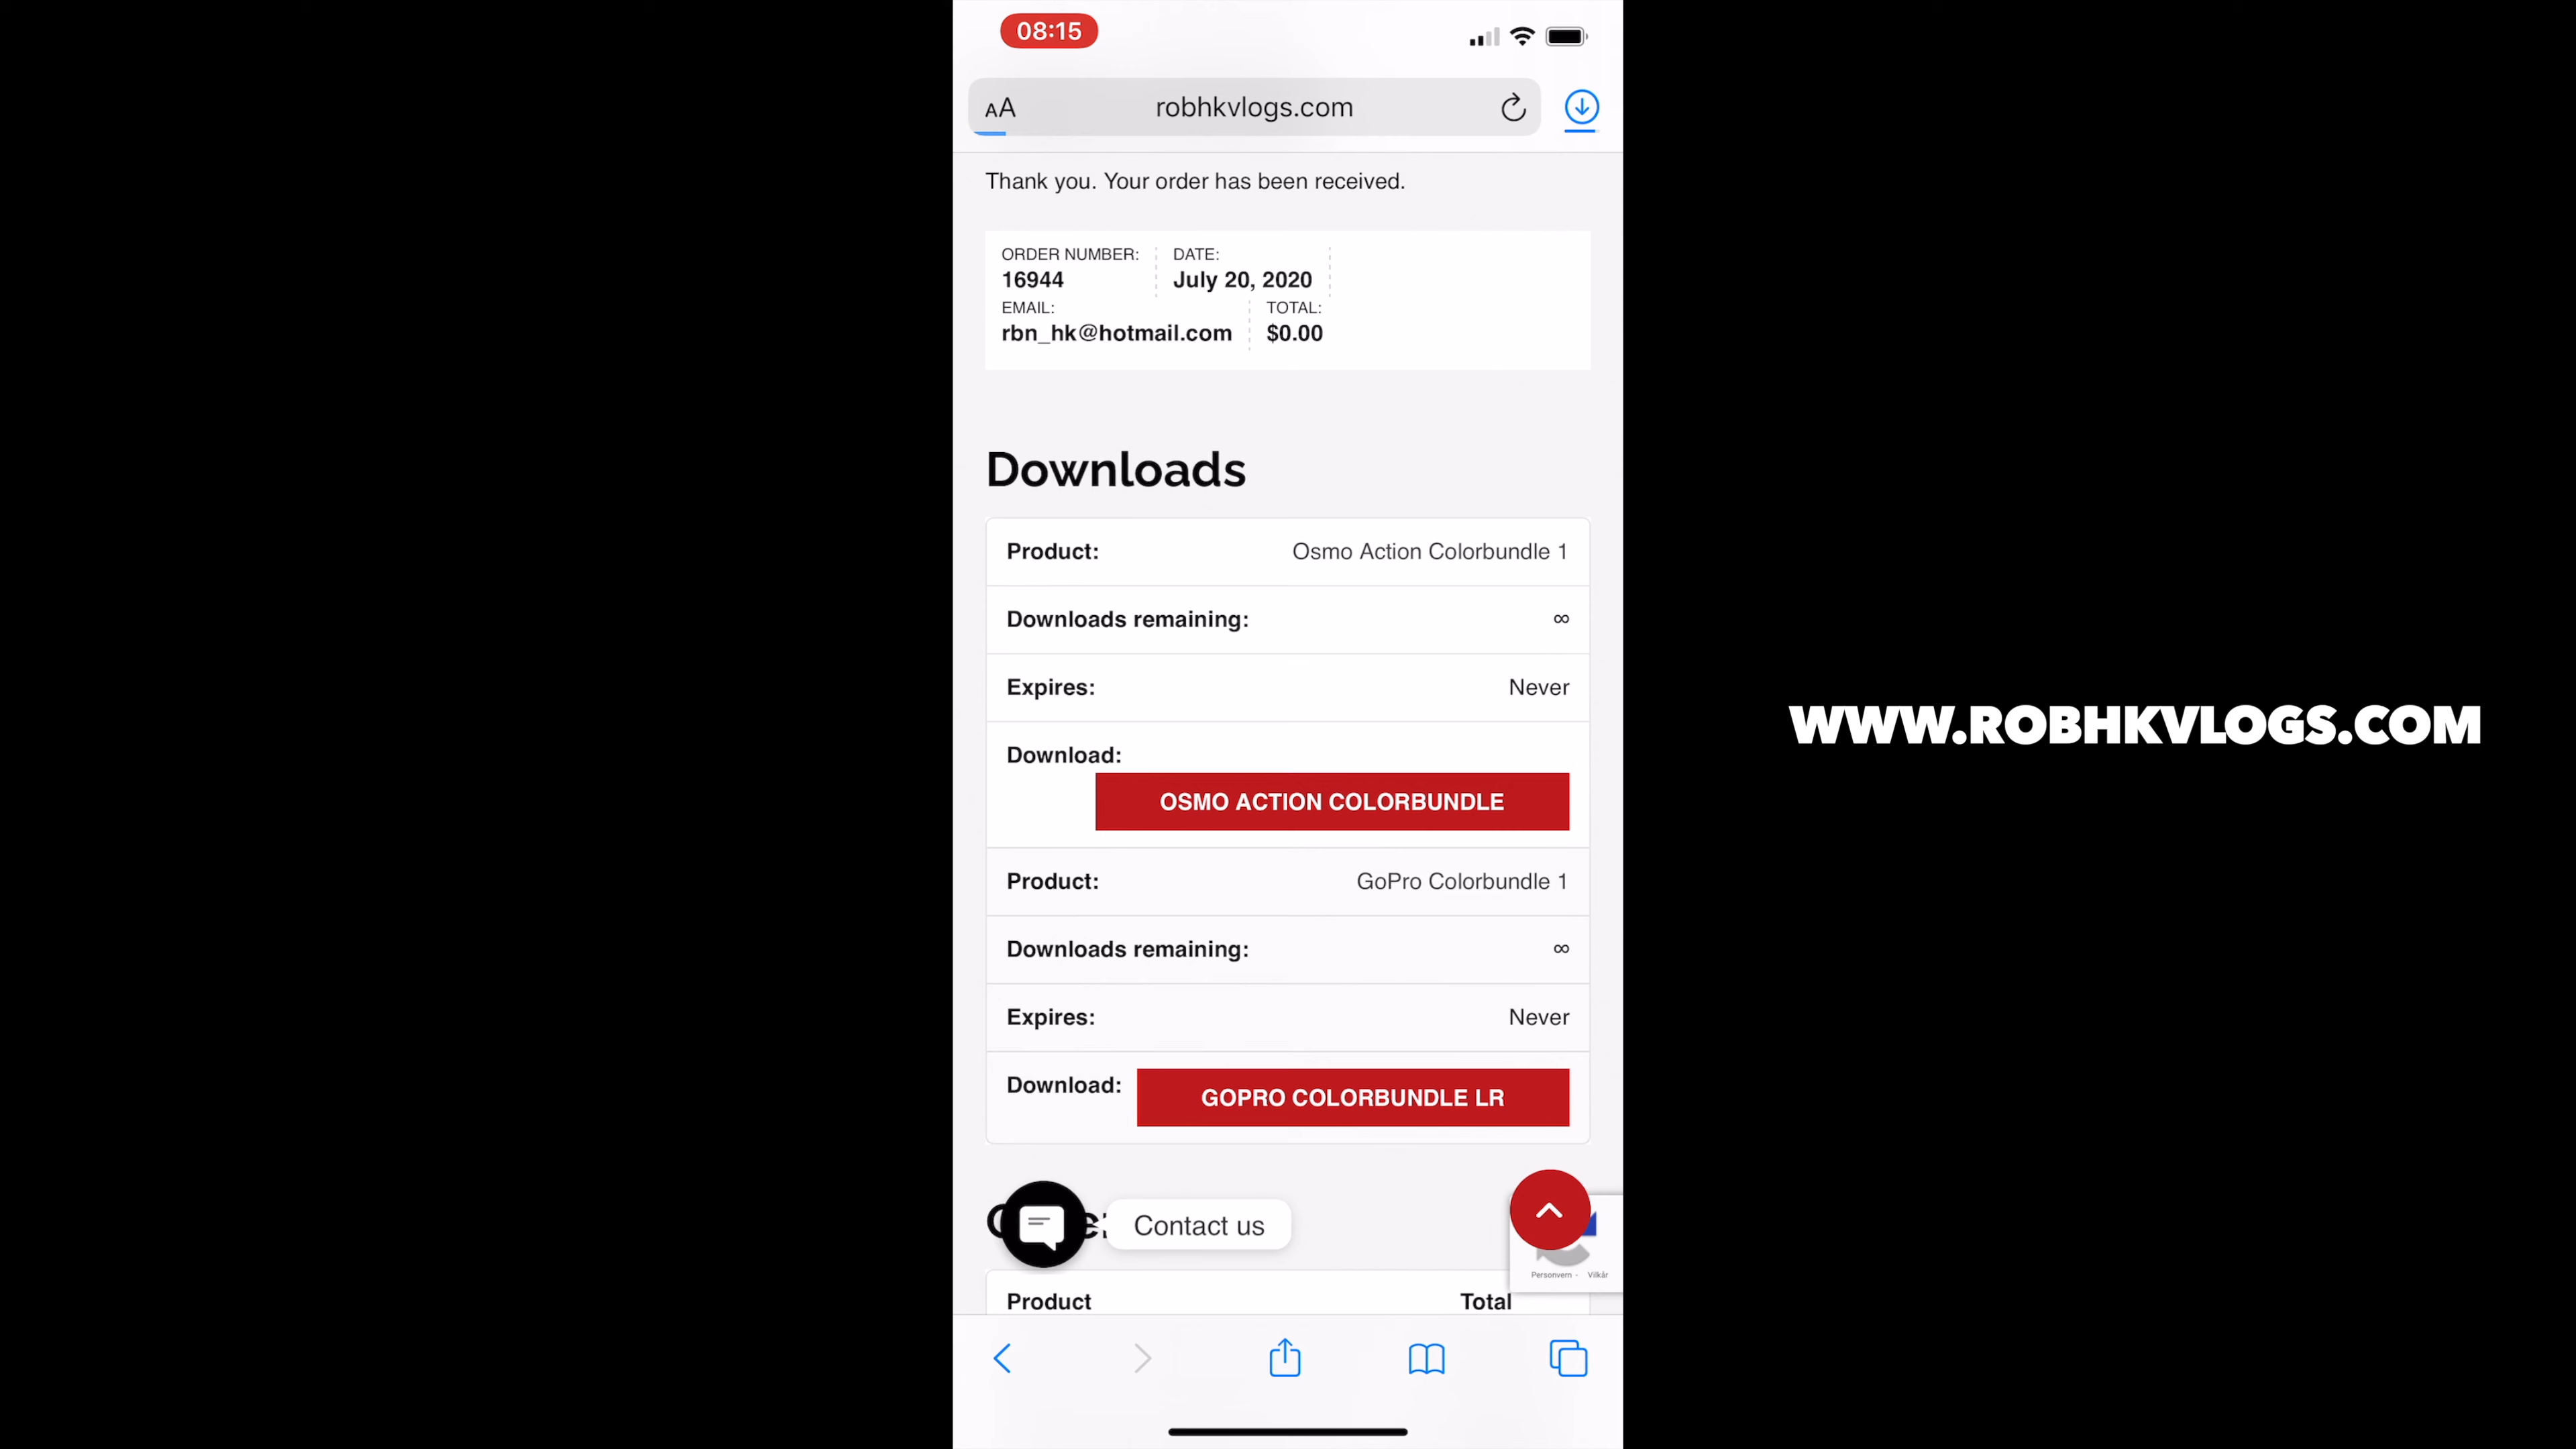 08:15
AA robhkvlogs.com
Thank you. Your order has been received.
ORDER NUMBER: DATE:
16944 July 20, 2020
EMAIL: TOTAL:
rbn_hk@hotmail.com $0.00
Downloads
Product: Osmo Action Colorbundle 1
Downloads remaining: ∞
Expires: Never
Download:
OSMO ACTION COLORBUNDLE
Product: GoPro Colorbundle 1
Downloads remaining: ∞
Expires: Never
Download: GOPRO COLORBUNDLE LR
Contact us
Personvern - Vilkår
Product Total
WWW.ROBHKVLOGS.COM